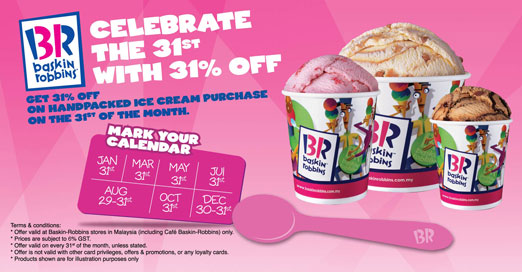 BR
baskin
robbins
CELEBRATE
THE 31ST
WITH 31% OFF
GET 31% OFF
ON HANDPACKED ICE CREAM PURCHASE
ON THE 31ST OF THE MONTH.
MARK YOUR
CALENDAR
JAN 31st
MAR 31st
MAY 31st
JUL 31st
AUG 29-31st
OCT 31st
DEC 30-31st
BR
baskin
robbins
www.baskinrobbins.com.my
BR
baskin
robbins
www.baskinrobbins.com.my
BR
baskin
robbins
BR
Terms & conditions:
* Offer valid at Baskin-Robbins stores in Malaysia (including Café Baskin-Robbins) only.
* Prices are subject to 6% GST.
* Offer valid on every 31st of the month, unless stated.
* Offer is not valid with other card privileges, offers & promotions, or any loyalty cards.
* Products shown are for illustration purposes only